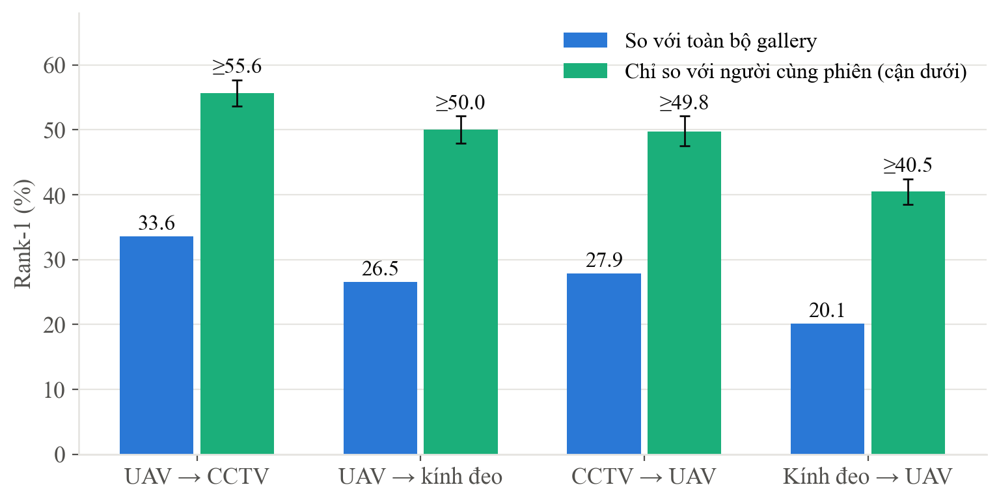 So với toàn bộ gallery
Chỉ so với người cùng phiên (cận dưới)
Rank-1 (%)
60
50
40
30
20
10
0
33.6
≥55.6
26.5
≥50.0
27.9
≥49.8
20.1
≥40.5
UAV → CCTV
UAV → kính đeo
CCTV → UAV
Kính đeo → UAV